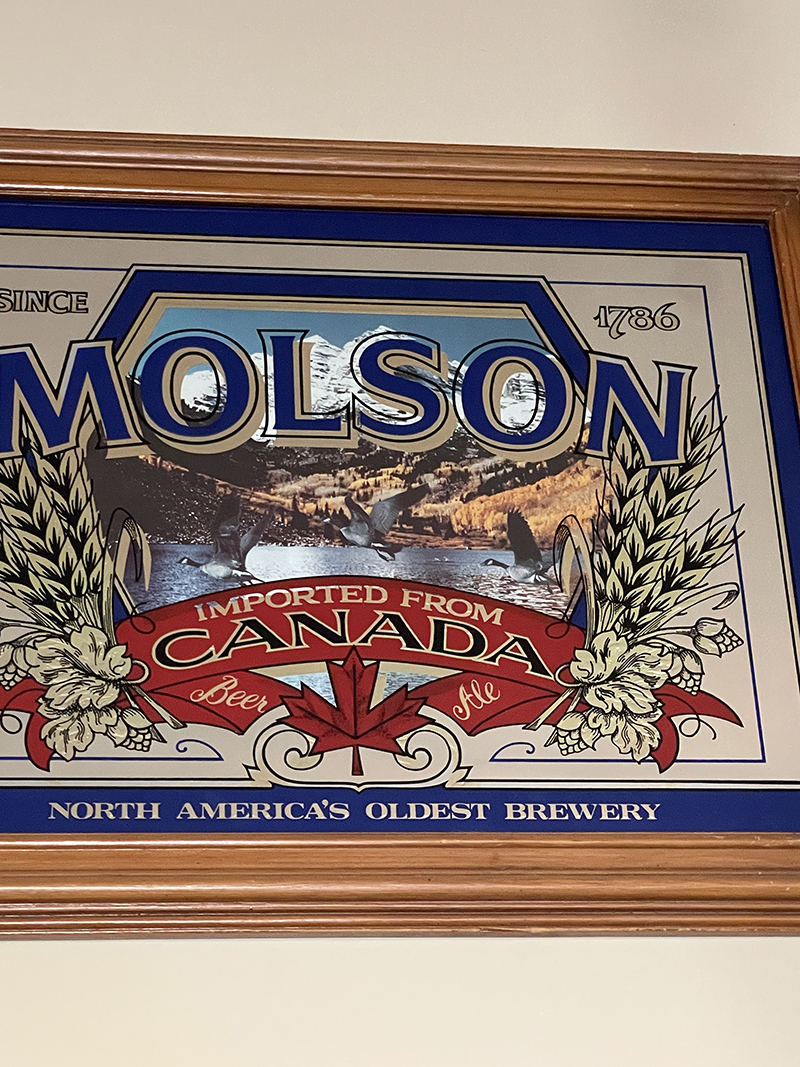 SINCE 1786
MOLSON
IMPORTED FROM
CANADA
Beer Ale
NORTH AMERICA'S OLDEST BREWERY